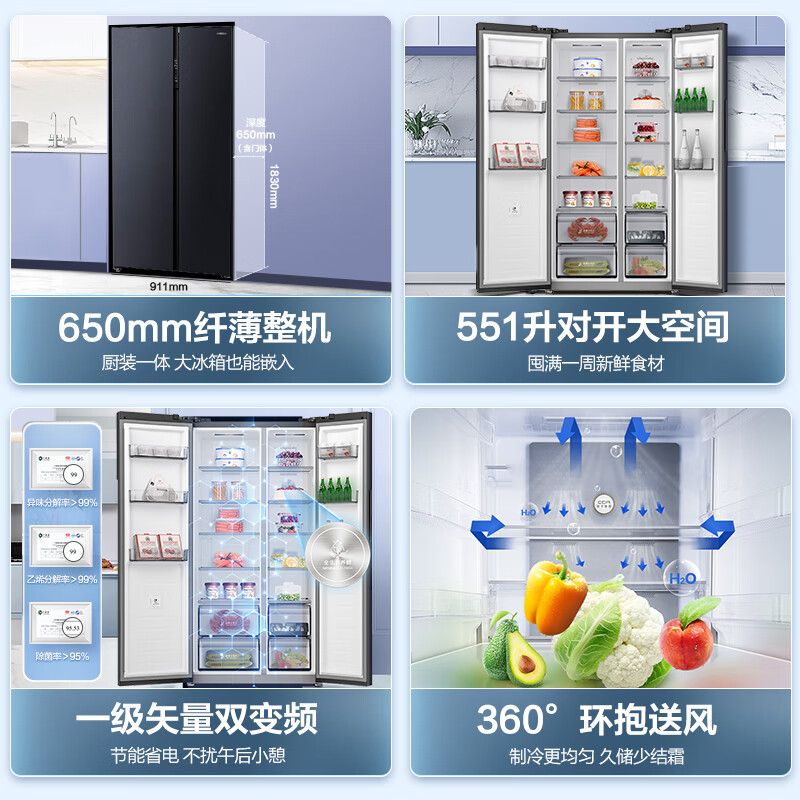 深度
650mm
(含门体)
1830mm
911mm
650mm纤薄整机
厨装一体 大冰箱也能嵌入
551升对开大空间
囤满一周新鲜食材
99
异味分解率>99%
99
乙烯分解率>99%
95.53
除菌率>95%
一级矢量双变频
节能省电 不扰午后小憩
H₂O
CCM
H₂O
360°环抱送风
制冷更均匀 久储少结霜